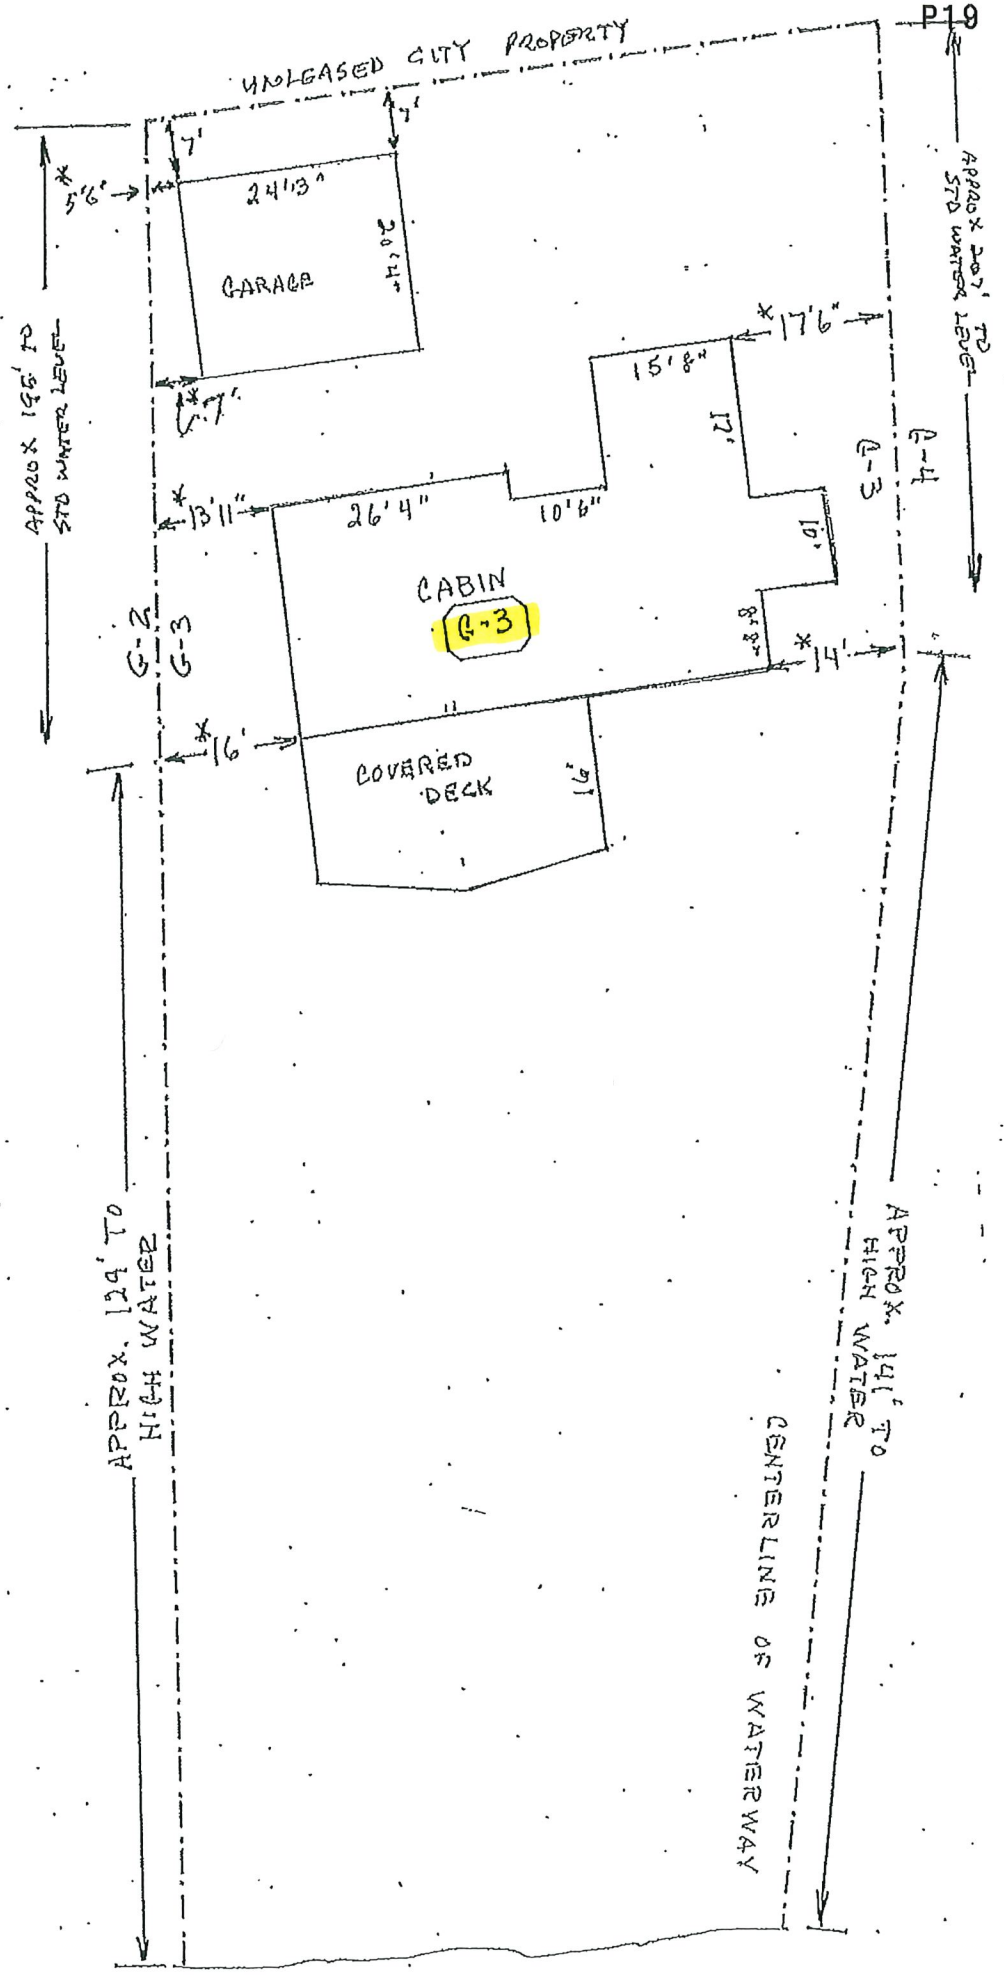 P19
UNLEASED CITY PROPERTY
7'
7'
* 5'6"
24'3"
20'4"
GARAGE
* 7'
APPROX 195' TO
STD WATER LEVEL
APPROX 207' TO
STD WATER LEVEL
* 17'6"
15'8"
12'
G-4
G-3
* 13'11"
26'4"
10'6"
10'
CABIN
G-3
8'8"
G-2
G-3
* 14'
* 16'
COVERED
DECK
APPROX. 129' TO
HIGH WATER
APPROX. 141' TO
HIGH WATER
CENTERLINE OF WATERWAY